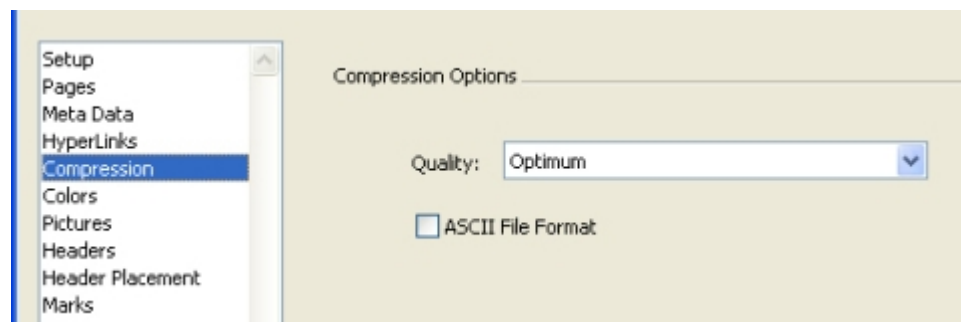 Setup
Pages
Meta Data
HyperLinks
Compression
Colors
Pictures
Headers
Header Placement
Marks
Compression Options
Quality: Optimum
ASCII File Format